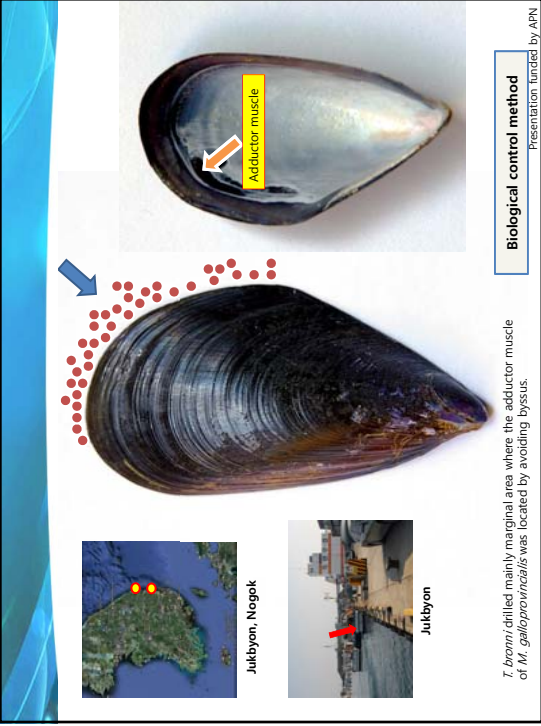 Adductor muscle
Jukbyon, Nogok
Jukbyon
Biological control method
T. bronni drilled mainly marginal area where the adductor muscle
of M. galloprovincialis was located by avoiding byssus.
Presentation funded by APN